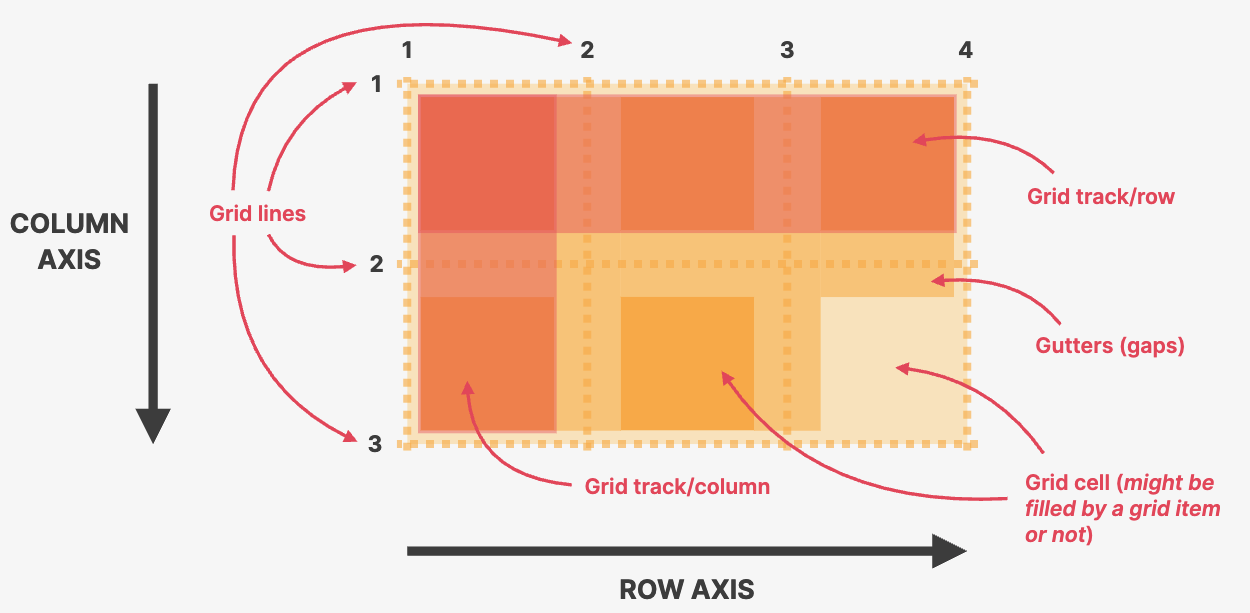 1
2
3
4
1
2
3
COLUMN
AXIS
Grid lines
Grid track/row
Gutters (gaps)
Grid track/column
Grid cell (might be
filled by a grid item
or not)
ROW AXIS